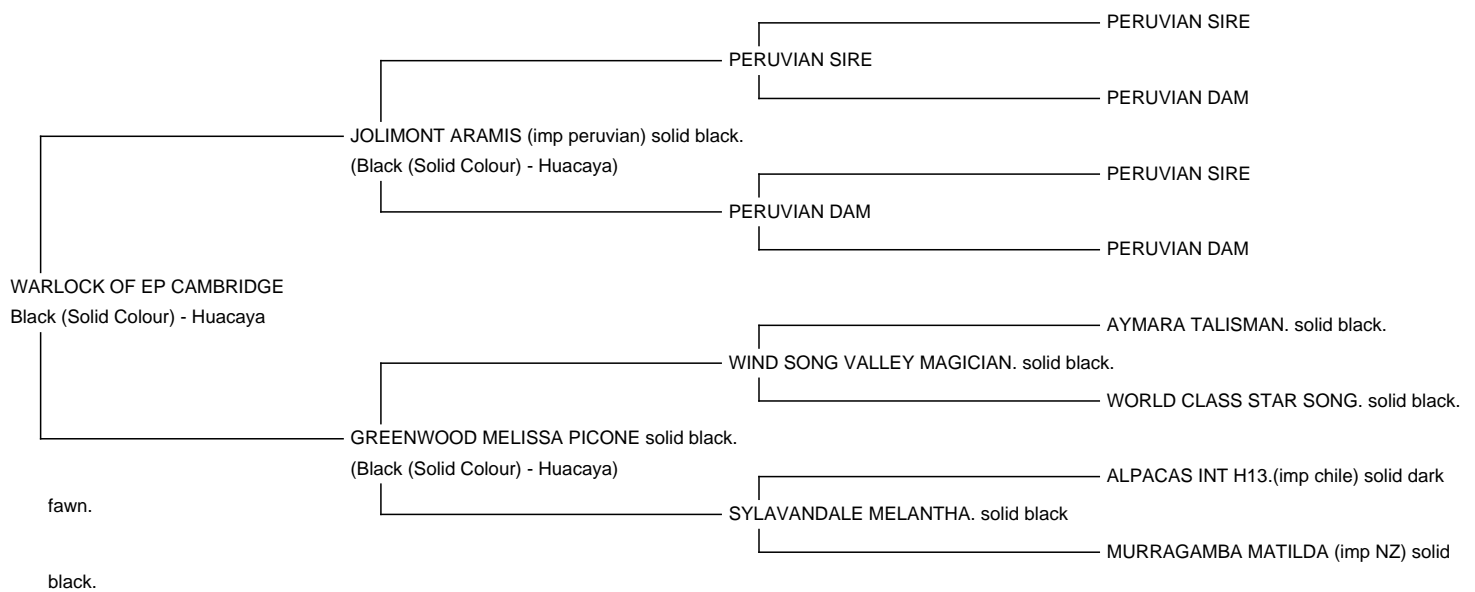 PERUVIAN SIRE
PERUVIAN SIRE
PERUVIAN DAM
JOLIMONT ARAMIS (imp peruvian) solid black.
(Black (Solid Colour) - Huacaya)
PERUVIAN SIRE
PERUVIAN DAM
PERUVIAN DAM
WARLOCK OF EP CAMBRIDGE
Black (Solid Colour) - Huacaya
AYMARA TALISMAN. solid black.
WIND SONG VALLEY MAGICIAN. solid black.
WORLD CLASS STAR SONG. solid black.
GREENWOOD MELISSA PICONE solid black.
(Black (Solid Colour) - Huacaya)
ALPACAS INT H13.(imp chile) solid dark
fawn.
SYLAVANDALE MELANTHA. solid black
MURRAGAMBA MATILDA (imp NZ) solid
black.